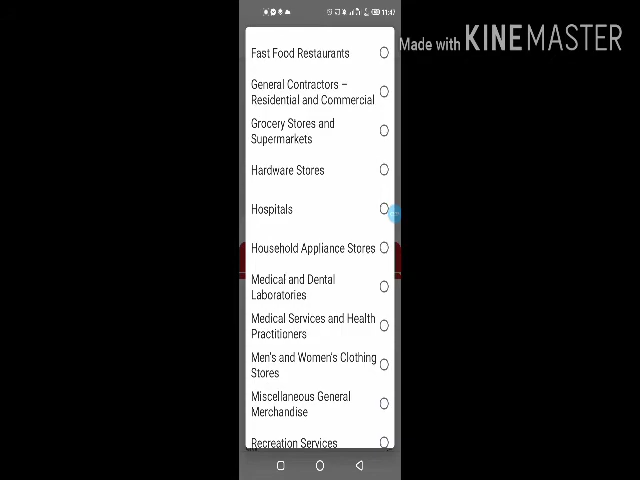 11:47
Made with KINEMASTER
Fast Food Restaurants
General Contractors –
Residential and Commercial
Grocery Stores and
Supermarkets
Hardware Stores
Hospitals
Household Appliance Stores
Medical and Dental
Laboratories
Medical Services and Health
Practitioners
Men's and Women's Clothing
Stores
Miscellaneous General
Merchandise
Recreation Services